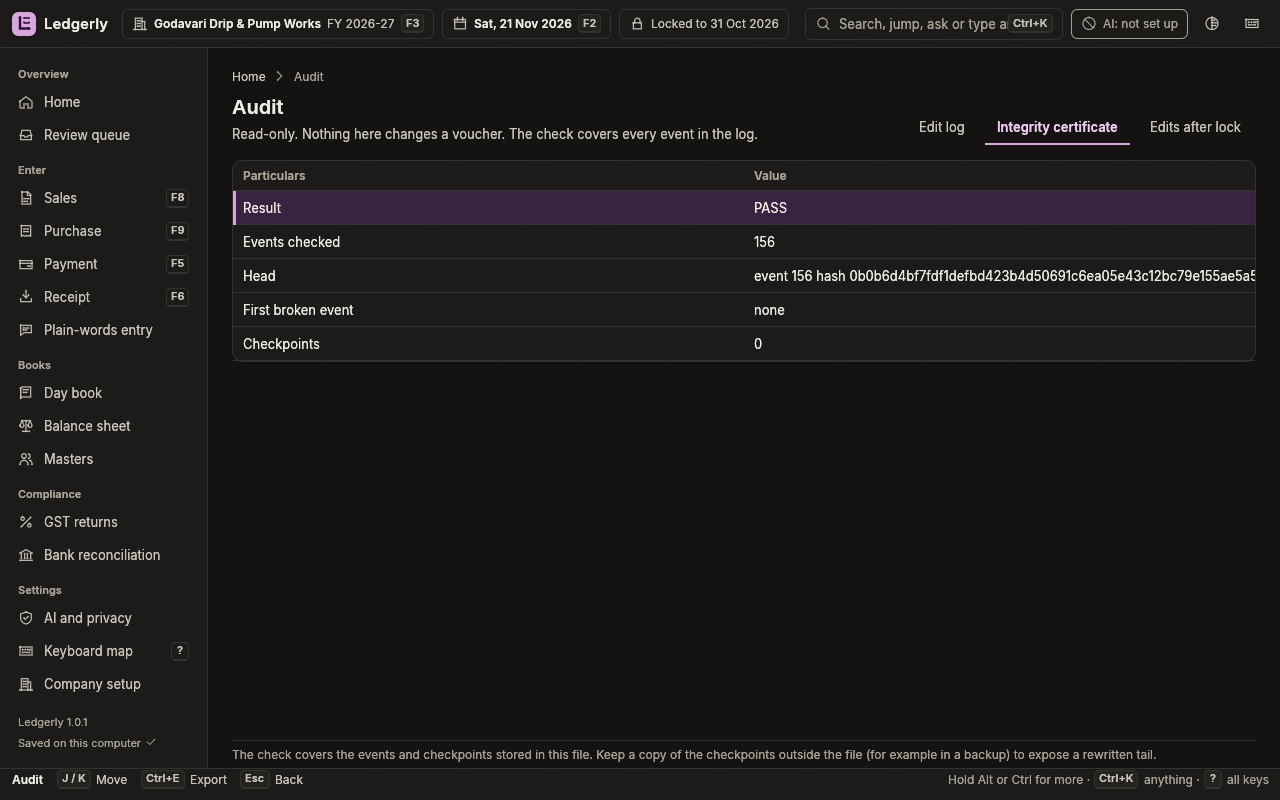 Ledgerly
Godavari Drip & Pump Works FY 2026-27 F3
Sat, 21 Nov 2026 F2
Locked to 31 Oct 2026
Search, jump, ask or type a Ctrl+K
AI: not set up
Overview
Home
Review queue
Enter
Sales F8
Purchase F9
Payment F5
Receipt F6
Plain-words entry
Books
Day book
Balance sheet
Masters
Compliance
GST returns
Bank reconciliation
Settings
AI and privacy
Keyboard map ?
Company setup
Ledgerly 1.0.1
Saved on this computer
Home > Audit
Audit
Read-only. Nothing here changes a voucher. The check covers every event in the log.
Edit log Integrity certificate Edits after lock
Particulars Value
Result PASS
Events checked 156
Head event 156 hash 0b0b6d4bf7fdf1defbd423b4d50691c6ea05e43c12bc79e155ae5a5
First broken event none
Checkpoints 0
The check covers the events and checkpoints stored in this file. Keep a copy of the checkpoints outside the file (for example in a backup) to expose a rewritten tail.
Audit J / K Move Ctrl+E Export Esc Back
Hold Alt or Ctrl for more · Ctrl+K anything · ? all keys